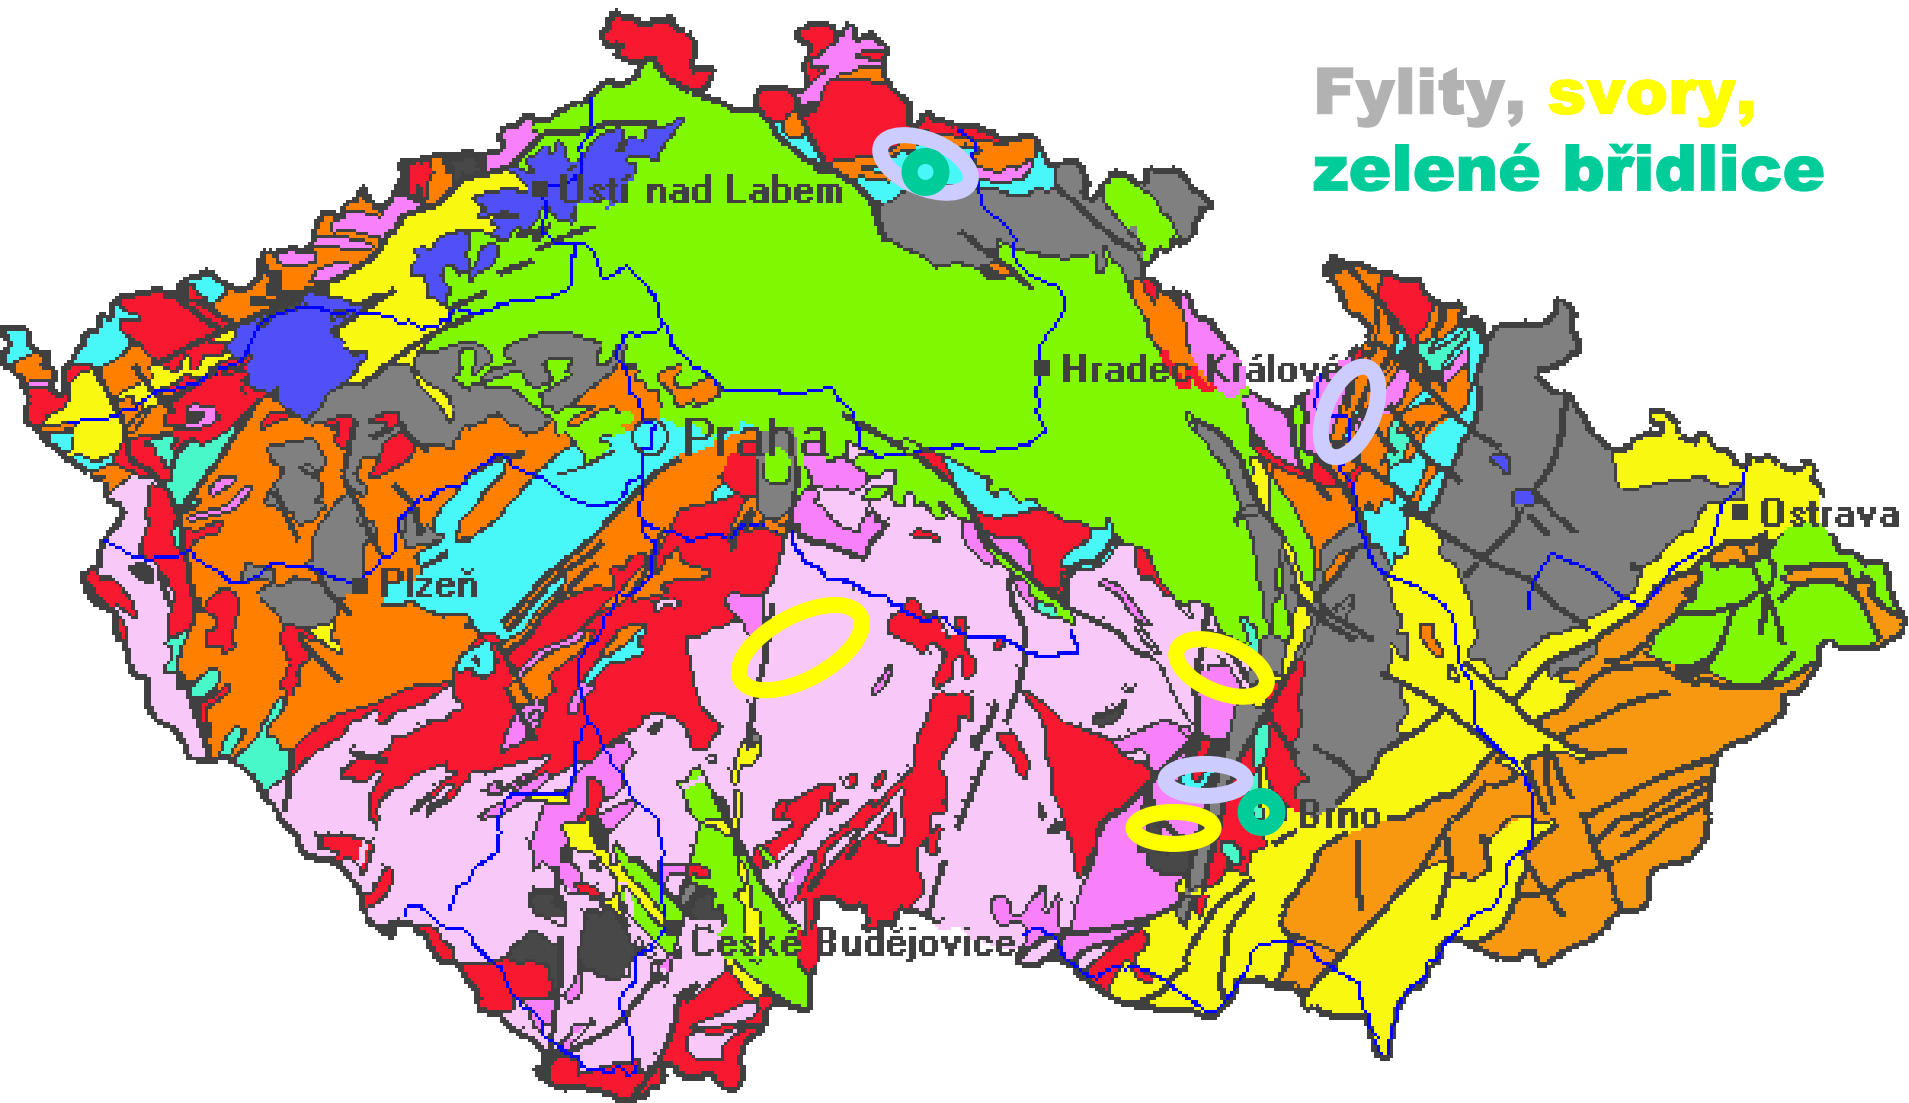 Fylity, svory,
zelené břidlice
Ústí nad Labem
Hradec Králové
Praha
Ostrava
Plzeň
Brno
České Budějovice